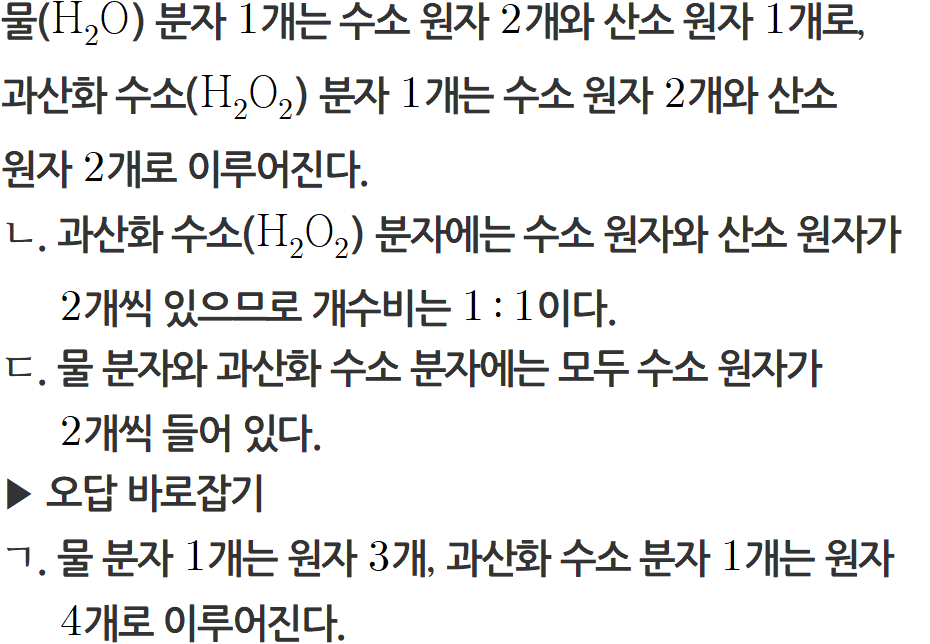 물(H₂O) 분자 1개는 수소 원자 2개와 산소 원자 1개로,
과산화 수소(H₂O₂) 분자 1개는 수소 원자 2개와 산소
원자 2개로 이루어진다.
ㄴ. 과산화 수소(H₂O₂) 분자에는 수소 원자와 산소 원자가
2개씩 있으므로 개수비는 1 : 1이다.
ㄷ. 물 분자와 과산화 수소 분자에는 모두 수소 원자가
2개씩 들어 있다.
▶ 오답 바로잡기
ㄱ. 물 분자 1개는 원자 3개, 과산화 수소 분자 1개는 원자
4개로 이루어진다.